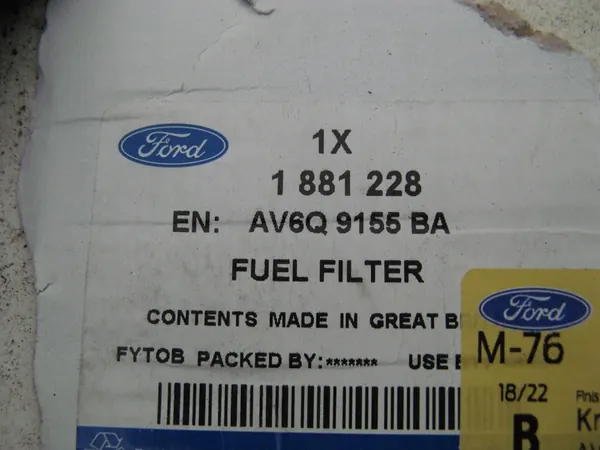 Ford
1X
1 881 228
EN: AV6Q 9155 BA
FUEL FILTER
CONTENTS MADE IN GREAT
FYTOB PACKED BY:******* USE
Ford
M-76
18/22
B